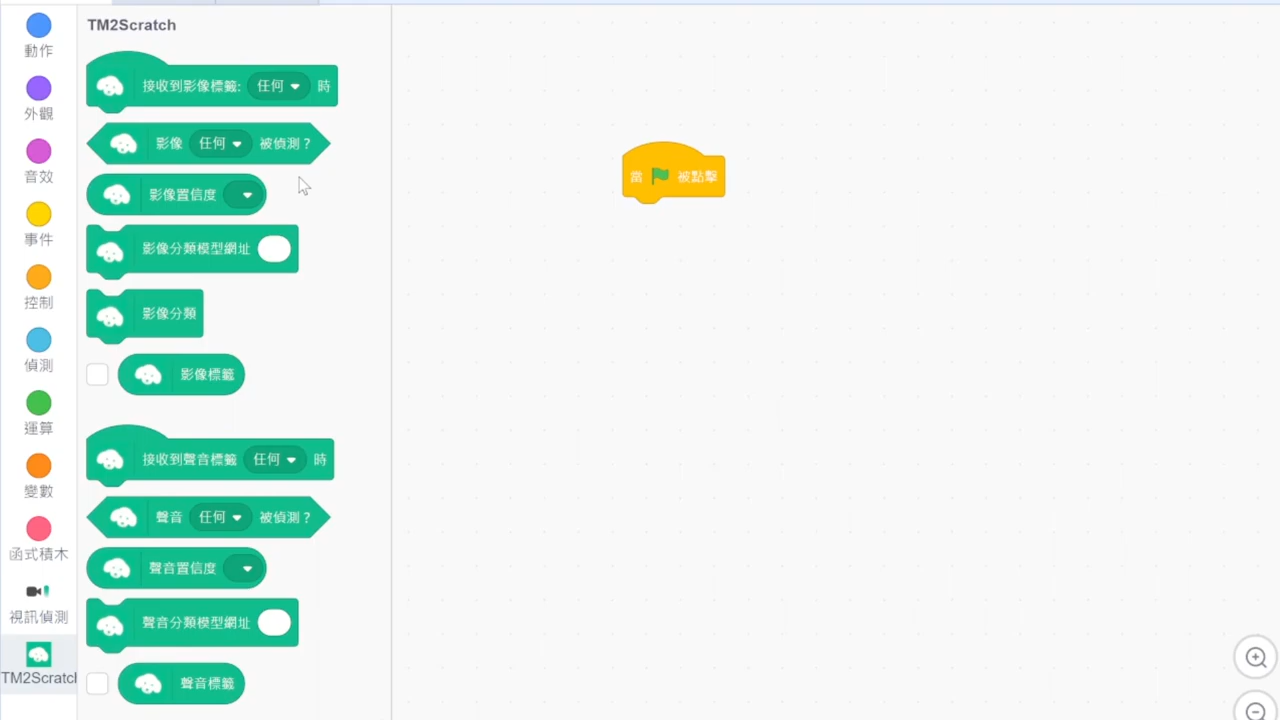 動作
外觀
音效
事件
控制
偵測
運算
變數
函式積木
視訊偵測
TM2Scratch
TM2Scratch
接收到影像標籤: 任何 時
影像 任何 被偵測？
影像置信度
影像分類模型網址
影像分類
影像標籤
接收到聲音標籤 任何 時
聲音 任何 被偵測？
聲音置信度
聲音分類模型網址
聲音標籤
當 被點擊